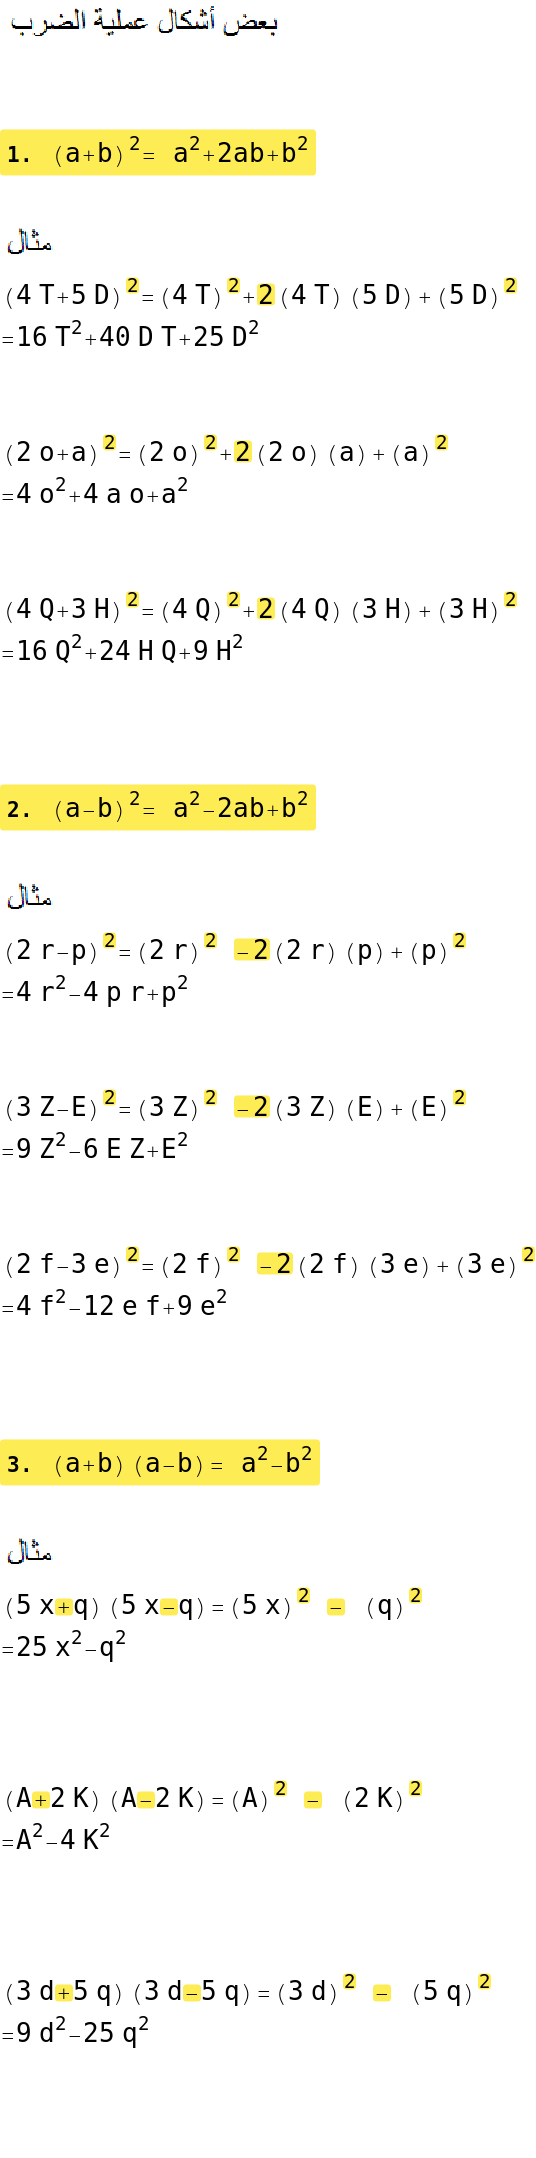 بعض أشكال عملية الضرب
1. (a+b)²= a²+2ab+b²
مثال
(4 T+5 D)²=(4 T)²+2(4 T) (5 D)+(5 D)²
=16 T²+40 D T+25 D²
(2 o+a)²=(2 o)²+2(2 o) (a)+(a)²
=4 o²+4 a o+a²
(4 Q+3 H)²=(4 Q)²+2(4 Q) (3 H)+(3 H)²
=16 Q²+24 H Q+9 H²
2. (a-b)²= a²-2ab+b²
مثال
(2 r-p)²=(2 r)² -2(2 r) (p)+(p)²
=4 r²-4 p r+p²
(3 Z-E)²=(3 Z)² -2(3 Z) (E)+(E)²
=9 Z²-6 E Z+E²
(2 f-3 e)²=(2 f)² -2(2 f) (3 e)+(3 e)²
=4 f²-12 e f+9 e²
3. (a+b) (a-b)= a²-b²
مثال
(5 x+q) (5 x-q)=(5 x)² - (q)²
=25 x²-q²
(A+2 K) (A-2 K)=(A)² - (2 K)²
=A²-4 K²
(3 d+5 q) (3 d-5 q)=(3 d)² - (5 q)²
=9 d²-25 q²